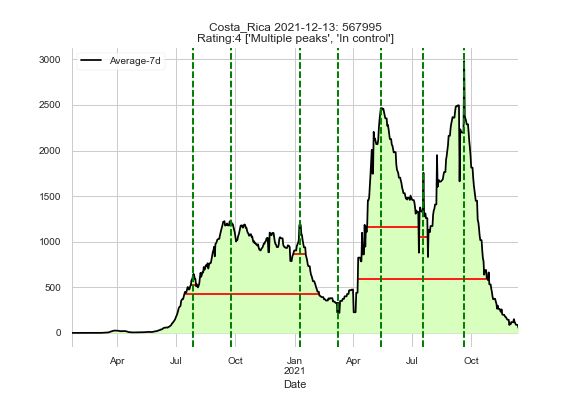 Costa_Rica 2021-12-13: 567995
Rating:4 ['Multiple peaks', 'In control']
Average-7d
3000
2500
2000
1500
1000
500
0
Apr Jul Oct Jan Apr Jul Oct
2021
Date